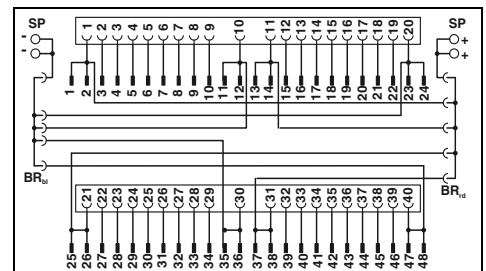 SP 1 2 3 4 5 6 7 8 9 10 11 12 13 14 15 16 17 18 19 20 SP
- +
- +
1 2 3 4 5 6 7 8 9 10 11 12 13 14 15 16 17 18 19 20 21 22 23 24
BRbl BRrd
21 22 23 24 25 26 27 28 29 30 31 32 33 34 35 36 37 38 39 40
25 26 27 28 29 30 31 32 33 34 35 36 37 38 39 40 41 42 43 44 45 46 47 48